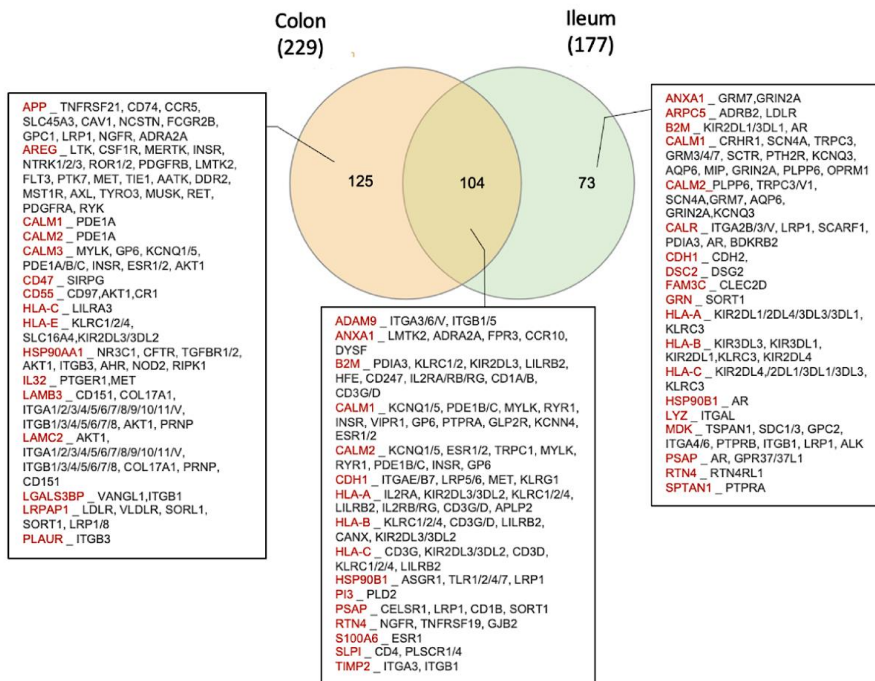 Colon
(229)
Ileum
(177)
125
104
73
APP _ TNFRSF21, CD74, CCR5,
SLC45A3, CAV1, NCSTN, FCGR2B,
GPC1, LRP1, NGFR, ADRA2A
AREG _ LTK, CSF1R, MERTK, INSR,
NTRK1/2/3, ROR1/2, PDGFRB, LMTK2,
FLT3, PTK7, MET, TIE1, AATK, DDR2,
MST1R, AXL, TYRO3, MUSK, RET,
PDGFRA, RYK
CALM1 _ PDE1A
CALM2 _ PDE1A
CALM3 _ MYLK, GP6, KCNQ1/5,
PDE1A/B/C, INSR, ESR1/2, AKT1
CD47 _ SIRPG
CD55 _ CD97,AKT1,CR1
HLA-C _ LILRA3
HLA-E _ KLRC1/2/4,
SLC16A4,KIR2DL3/3DL2
HSP90AA1 _ NR3C1, CFTR, TGFBR1/2,
AKT1, ITGB3, AHR, NOD2, RIPK1
IL32 _ PTGER1,MET
LAMB3 _ CD151, COL17A1,
ITGA1/2/3/4/5/6/7/8/9/10/11/V,
ITGB1/3/4/5/6/7/8, AKT1, PRNP
LAMC2 _ AKT1,
ITGA1/2/3/4/5/6/7/8/9/10/11/V,
ITGB1/3/4/5/6/7/8, COL17A1, PRNP,
CD151
LGALS3BP _ VANGL1,ITGB1
LRPAP1 _ LDLR, VLDLR, SORL1,
SORT1, LRP1/8
PLAUR _ ITGB3
ADAM9 _ ITGA3/6/V, ITGB1/5
ANXA1 _ LMTK2, ADRA2A, FPR3, CCR10,
DYSF
B2M _ PDIA3, KLRC1/2, KIR2DL3, LILRB2,
HFE, CD247, IL2RA/RB/RG, CD1A/B,
CD3G/D
CALM1 _ KCNQ1/5, PDE1B/C, MYLK, RYR1,
INSR, VIPR1, GP6, PTPRA, GLP2R, KCNN4,
ESR1/2
CALM2 _ KCNQ1/5, ESR1/2, TRPC1, MYLK,
RYR1, PDE1B/C, INSR, GP6
CDH1 _ ITGAE/B7, LRP5/6, MET, KLRG1
HLA-A _ IL2RA, KIR2DL3/3DL2, KLRC1/2/4,
LILRB2, IL2RB/RG, CD3G/D, APLP2
HLA-B _ KLRC1/2/4, CD3G/D, LILRB2,
CANX, KIR2DL3/3DL2
HLA-C _ CD3G, KIR2DL3/3DL2, CD3D,
KLRC1/2/4, LILRB2
HSP90B1 _ ASGR1, TLR1/2/4/7, LRP1
PI3 _ PLD2
PSAP _ CELSR1, LRP1, CD1B, SORT1
RTN4 _ NGFR, TNFRSF19, GJB2
S100A6 _ ESR1
SLPI _ CD4, PLSCR1/4
TIMP2 _ ITGA3, ITGB1
ANXA1 _ GRM7,GRIN2A
ARPC5 _ ADRB2, LDLR
B2M _ KIR2DL1/3DL1, AR
CALM1 _ CRHR1, SCN4A, TRPC3,
GRM3/4/7, SCTR, PTH2R, KCNQ3,
AQP6, MIP, GRIN2A, PLPP6, OPRM1
CALM2_PLPP6, TRPC3/V1,
SCN4A,GRM7, AQP6,
GRIN2A,KCNQ3
CALR _ ITGA2B/3/V, LRP1, SCARF1,
PDIA3, AR, BDKRB2
CDH1 _ CDH2,
DSC2 _ DSG2
FAM3C _ CLEC2D
GRN _ SORT1
HLA-A _ KIR2DL1/2DL4/3DL3/3DL1,
KLRC3
HLA-B _ KIR3DL3, KIR3DL1,
KIR2DL1,KLRC3, KIR2DL4
HLA-C _ KIR2DL4,/2DL1/3DL1/3DL3,
KLRC3
HSP90B1 _ AR
LYZ _ ITGAL
MDK _ TSPAN1, SDC1/3, GPC2,
ITGA4/6, PTPRB, ITGB1, LRP1, ALK
PSAP _ AR, GPR37/37L1
RTN4 _ RTN4RL1
SPTAN1 _ PTPRA